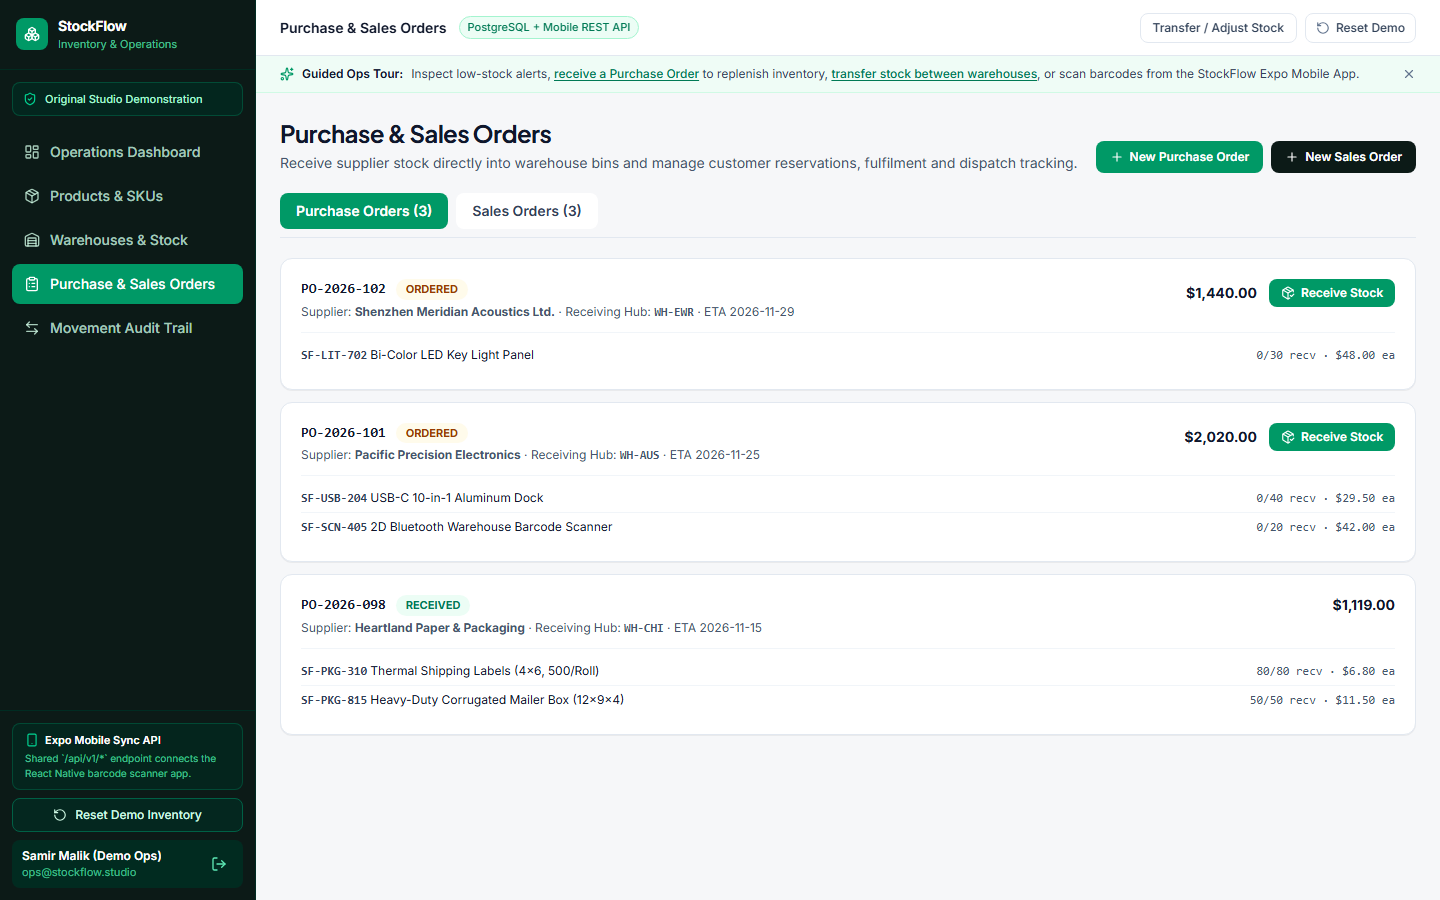 StockFlow
Inventory & Operations
Original Studio Demonstration
Operations Dashboard
Products & SKUs
Warehouses & Stock
Purchase & Sales Orders
Movement Audit Trail
Expo Mobile Sync API
Shared `/api/v1/*` endpoint connects the
React Native barcode scanner app.
Reset Demo Inventory
Samir Malik (Demo Ops)
ops@stockflow.studio
Purchase & Sales Orders
PostgreSQL + Mobile REST API
Transfer / Adjust Stock
Reset Demo
Guided Ops Tour: Inspect low-stock alerts, receive a Purchase Order to replenish inventory, transfer stock between warehouses, or scan barcodes from the StockFlow Expo Mobile App.
Purchase & Sales Orders
Receive supplier stock directly into warehouse bins and manage customer reservations, fulfilment and dispatch tracking.
+ New Purchase Order
+ New Sales Order
Purchase Orders (3)
Sales Orders (3)
PO-2026-102 ORDERED
$1,440.00 Receive Stock
Supplier: Shenzhen Meridian Acoustics Ltd. · Receiving Hub: WH-EWR · ETA 2026-11-29
SF-LIT-702 Bi-Color LED Key Light Panel 0/30 recv · $48.00 ea
PO-2026-101 ORDERED
$2,020.00 Receive Stock
Supplier: Pacific Precision Electronics · Receiving Hub: WH-AUS · ETA 2026-11-25
SF-USB-204 USB-C 10-in-1 Aluminum Dock 0/40 recv · $29.50 ea
SF-SCN-405 2D Bluetooth Warehouse Barcode Scanner 0/20 recv · $42.00 ea
PO-2026-098 RECEIVED
$1,119.00
Supplier: Heartland Paper & Packaging · Receiving Hub: WH-CHI · ETA 2026-11-15
SF-PKG-310 Thermal Shipping Labels (4×6, 500/Roll) 80/80 recv · $6.80 ea
SF-PKG-815 Heavy-Duty Corrugated Mailer Box (12×9×4) 50/50 recv · $11.50 ea